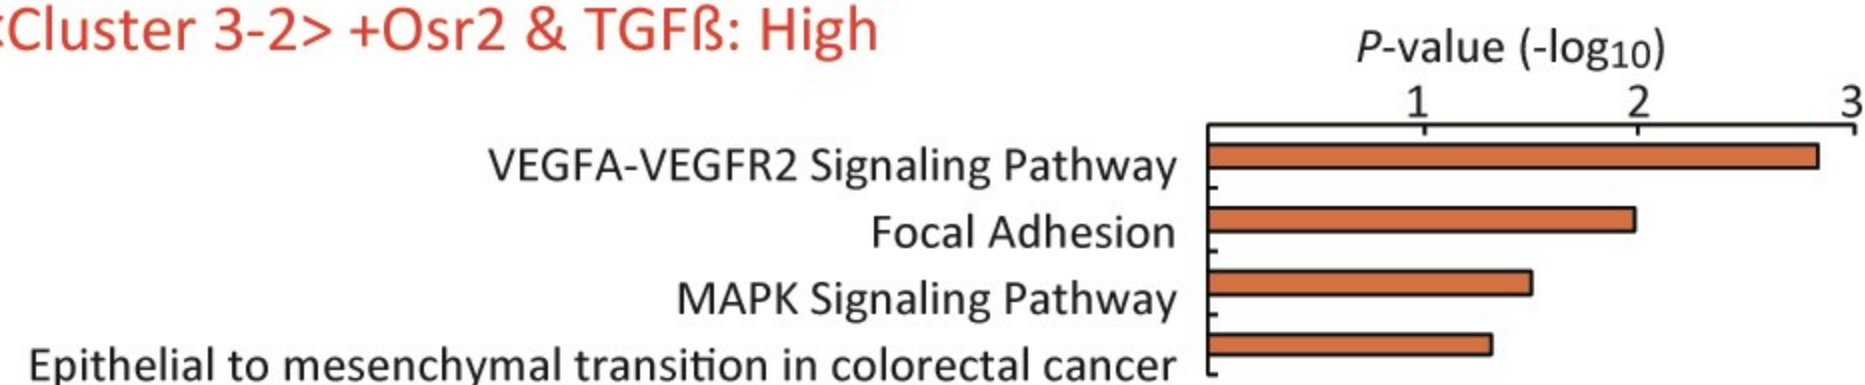 <Cluster 3-2> +Osr2 & TGFß: High
P-value (-log10)
1 2 3
VEGFA-VEGFR2 Signaling Pathway
Focal Adhesion
MAPK Signaling Pathway
Epithelial to mesenchymal transition in colorectal cancer